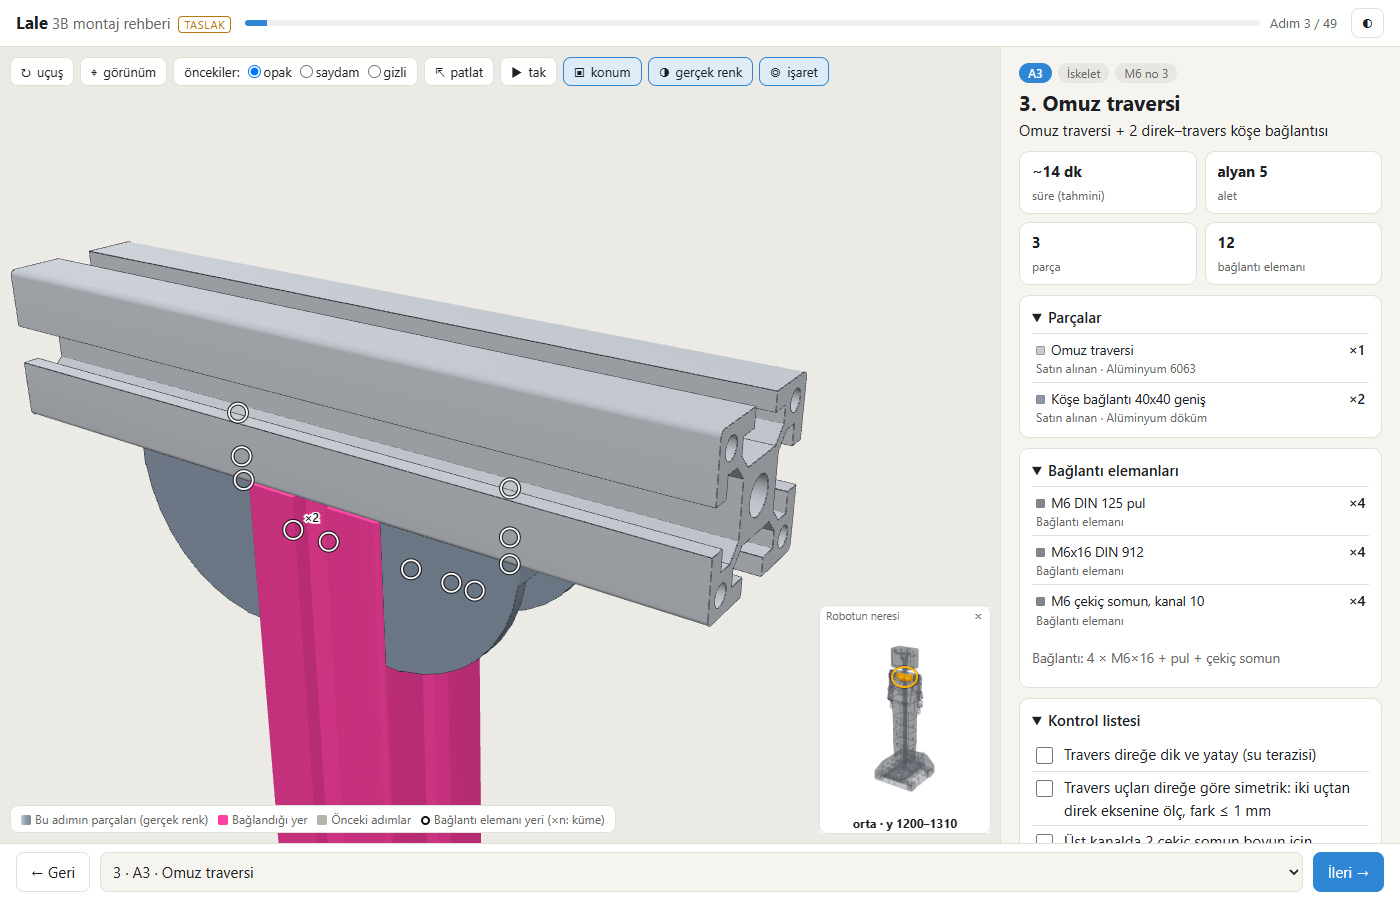 Lale 3B montaj rehberi TASLAK
Adım 3 / 49
↻ uçuş
⌖ görünüm
öncekiler: opak saydam gizli
⇱ patlat
▶ tak
▣ konum
◑ gerçek renk
◎ işaret
×2
Robotun neresi ×
orta · y 1200–1310
Bu adımın parçaları (gerçek renk) Bağlandığı yer Önceki adımlar Bağlantı elemanı yeri (×n: küme)
A3 İskelet M6 no 3
3. Omuz traversi
Omuz traversi + 2 direk–travers köşe bağlantısı
~14 dk
süre (tahmini)
alyan 5
alet
3
parça
12
bağlantı elemanı
▼ Parçalar
Omuz traversi ×1
Satın alınan · Alüminyum 6063
Köşe bağlantı 40x40 geniş ×2
Satın alınan · Alüminyum döküm
▼ Bağlantı elemanları
M6 DIN 125 pul ×4
Bağlantı elemanı
M6x16 DIN 912 ×4
Bağlantı elemanı
M6 çekiç somun, kanal 10 ×4
Bağlantı elemanı
Bağlantı: 4 × M6×16 + pul + çekiç somun
▼ Kontrol listesi
Travers direğe dik ve yatay (su terazisi)
Travers uçları direğe göre simetrik: iki uçtan
direk eksenine ölç, fark ≤ 1 mm
Üst kanalda 2 çekiç somun boyun için
← Geri
3 · A3 · Omuz traversi
İleri →